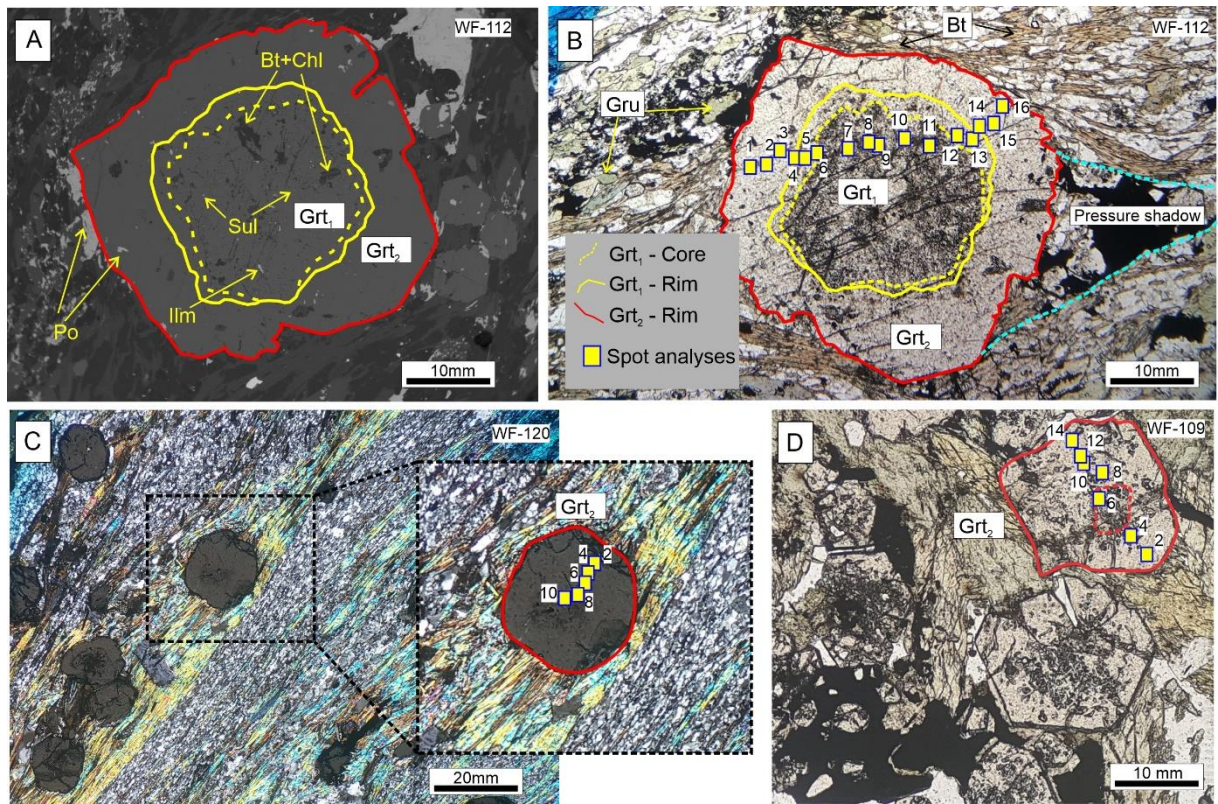 A
WF-112
Bt+Chl
Sul
Grt₁
Grt₂
Po
Ilm
10mm
B
Bt
WF-112
Gru
1
2
3
4
5
6
7
8
9
10
11
12
13
14
15
16
Grt₁
Pressure shadow
Grt₁ - Core
Grt₁ - Rim
Grt₂ - Rim
Spot analyses
Grt₂
10mm
C
WF-120
Grt₂
4
2
6
10
8
20mm
D
14
WF-109
12
8
10
6
Grt₂
4
2
10 mm